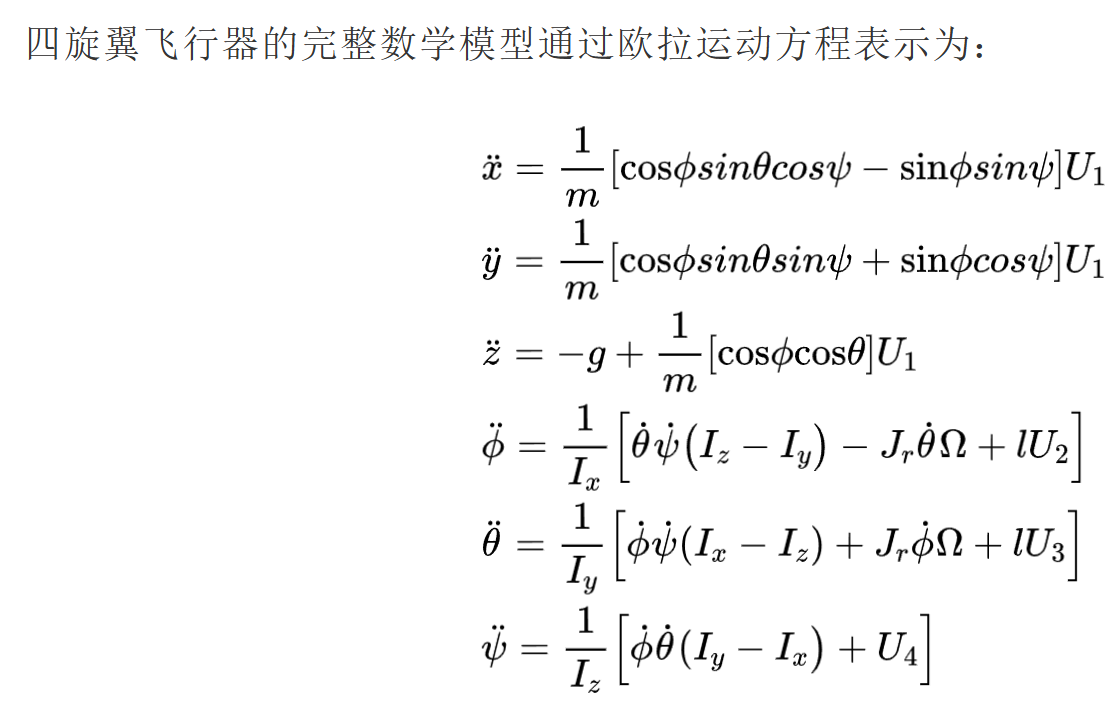 四旋翼飞行器的完整数学模型通过欧拉运动方程表示为：
ẍ = 1/m [cosϕsinθcosψ − sinϕsinψ]U₁
ÿ = 1/m [cosϕsinθsinψ + sinϕcosψ]U₁
z̈ = −g + 1/m [cosϕcosθ]U₁
ϕ̈ = 1/Iₓ [θ̇ψ̇(I_z − I_y) − J_rθ̇Ω + lU₂]
θ̈ = 1/I_y [ϕ̇ψ̇(Iₓ − I_z) + J_rϕ̇Ω + lU₃]
ψ̈ = 1/I_z [ϕ̇θ̇(I_y − Iₓ) + U₄]